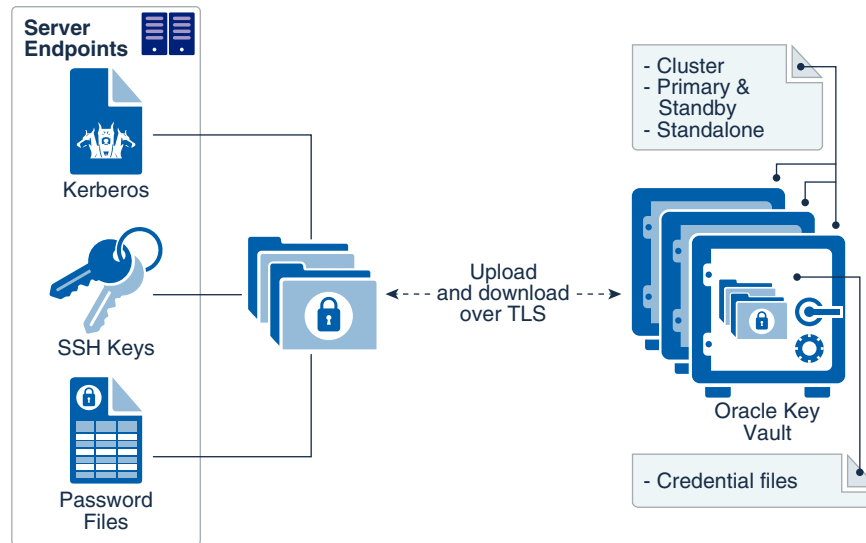 Server
Endpoints
Kerberos
SSH Keys
Password
Files
Upload
and download
over TLS
- Cluster
- Primary &
Standby
- Standalone
Oracle Key
Vault
- Credential files